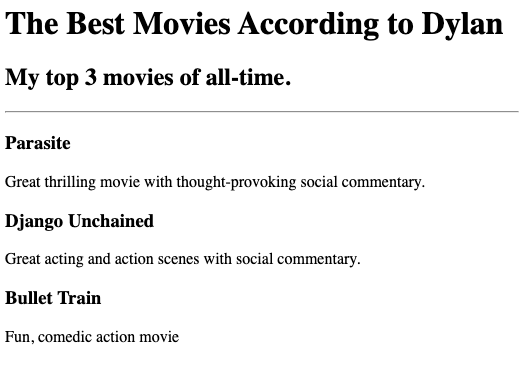 The Best Movies According to Dylan
My top 3 movies of all-time.
Parasite
Great thrilling movie with thought-provoking social commentary.
Django Unchained
Great acting and action scenes with social commentary.
Bullet Train
Fun, comedic action movie